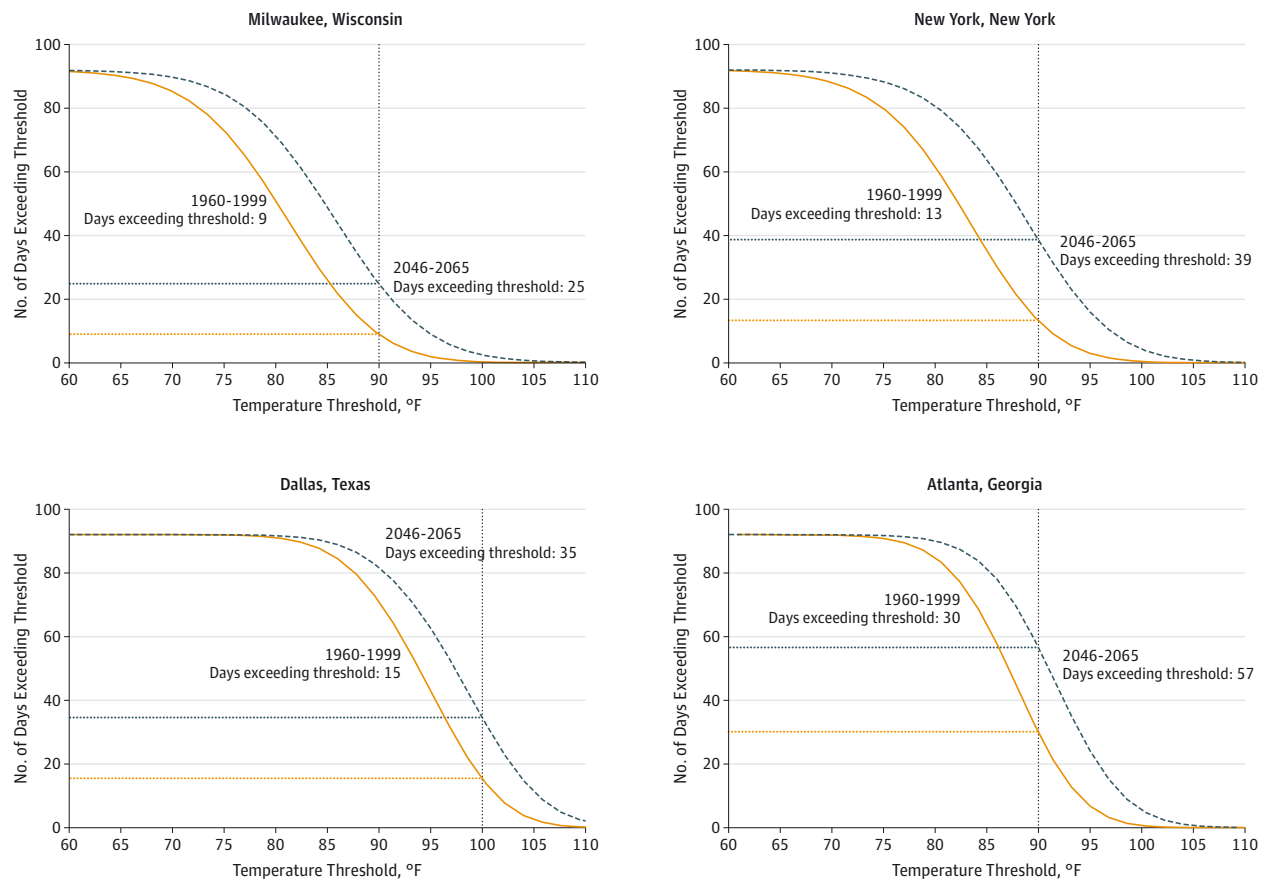 Milwaukee, Wisconsin
No. of Days Exceeding Threshold
100
80
60
40
20
0
1960-1999
Days exceeding threshold: 9
2046-2065
Days exceeding threshold: 25
60 65 70 75 80 85 90 95 100 105 110
Temperature Threshold, °F
New York, New York
No. of Days Exceeding Threshold
100
80
60
40
20
0
1960-1999
Days exceeding threshold: 13
2046-2065
Days exceeding threshold: 39
60 65 70 75 80 85 90 95 100 105 110
Temperature Threshold, °F
Dallas, Texas
No. of Days Exceeding Threshold
100
80
60
40
20
0
2046-2065
Days exceeding threshold: 35
1960-1999
Days exceeding threshold: 15
60 65 70 75 80 85 90 95 100 105 110
Temperature Threshold, °F
Atlanta, Georgia
No. of Days Exceeding Threshold
100
80
60
40
20
0
1960-1999
Days exceeding threshold: 30
2046-2065
Days exceeding threshold: 57
60 65 70 75 80 85 90 95 100 105 110
Temperature Threshold, °F